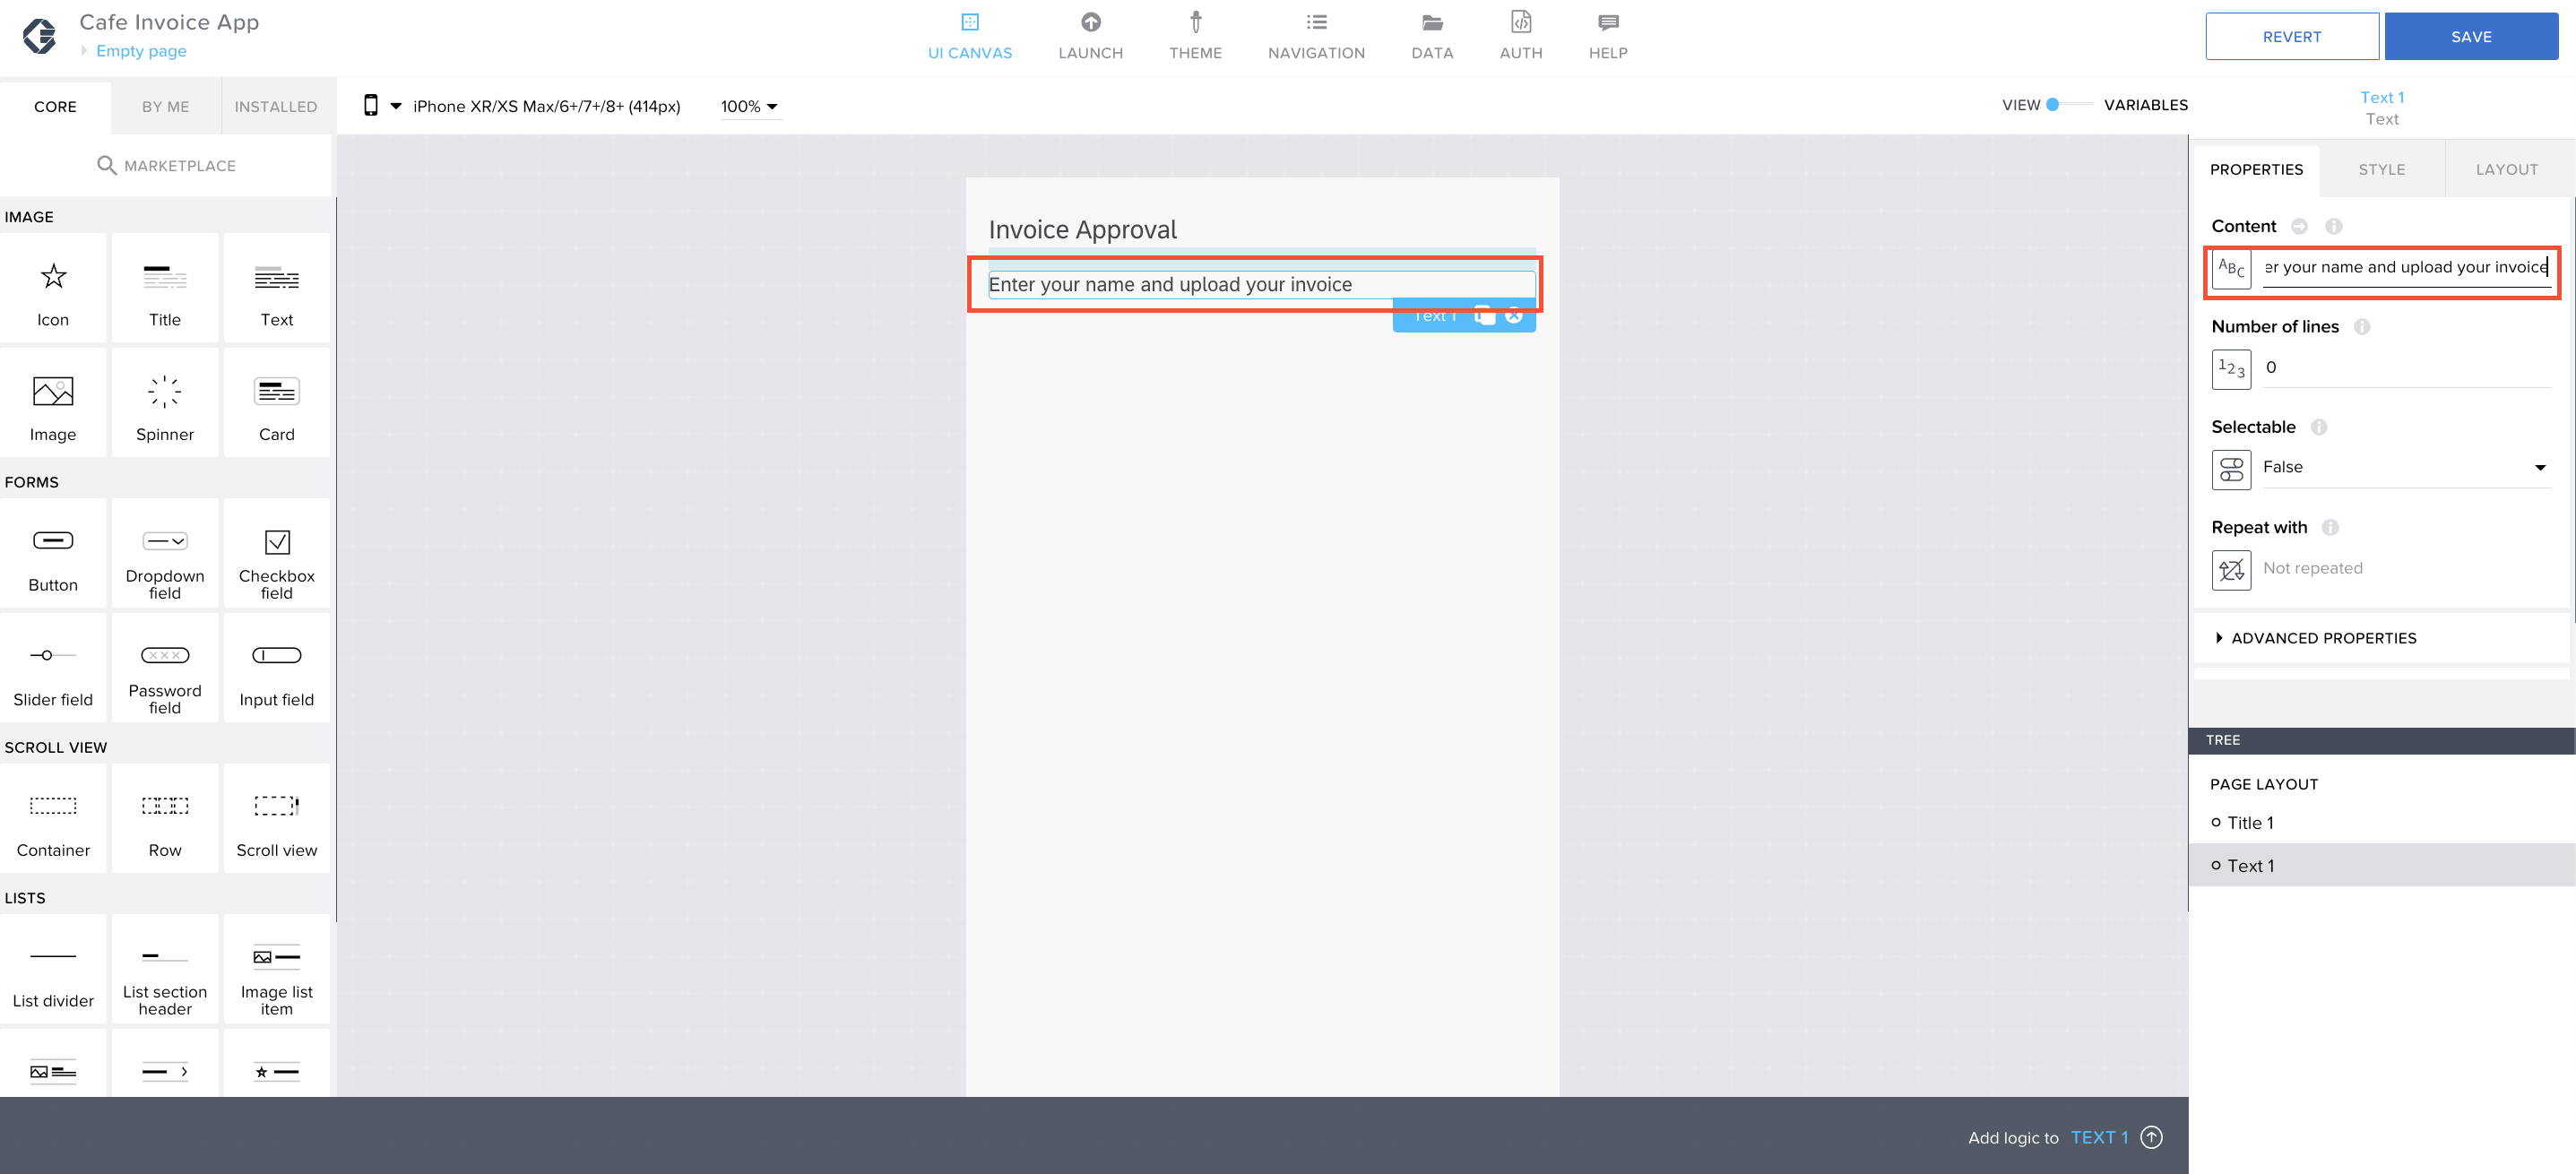 Cafe Invoice App
Empty page
UI CANVAS
LAUNCH
THEME
NAVIGATION
DATA
AUTH
HELP
REVERT
SAVE
CORE
BY ME
INSTALLED
iPhone XR/XS Max/6+/7+/8+ (414px)
100%
VIEW
VARIABLES
Text 1
Text
MARKETPLACE
PROPERTIES
STYLE
LAYOUT
IMAGE
Icon
Title
Text
Image
Spinner
Card
FORMS
Button
Dropdown field
Checkbox field
Slider field
Password field
Input field
SCROLL VIEW
Container
Row
Scroll view
LISTS
List divider
List section header
Image list item
Invoice Approval
Enter your name and upload your invoice
Text 1
Content
ABC
er your name and upload your invoice
Number of lines
123
0
Selectable
False
Repeat with
Not repeated
ADVANCED PROPERTIES
TREE
PAGE LAYOUT
Title 1
Text 1
Add logic to TEXT 1